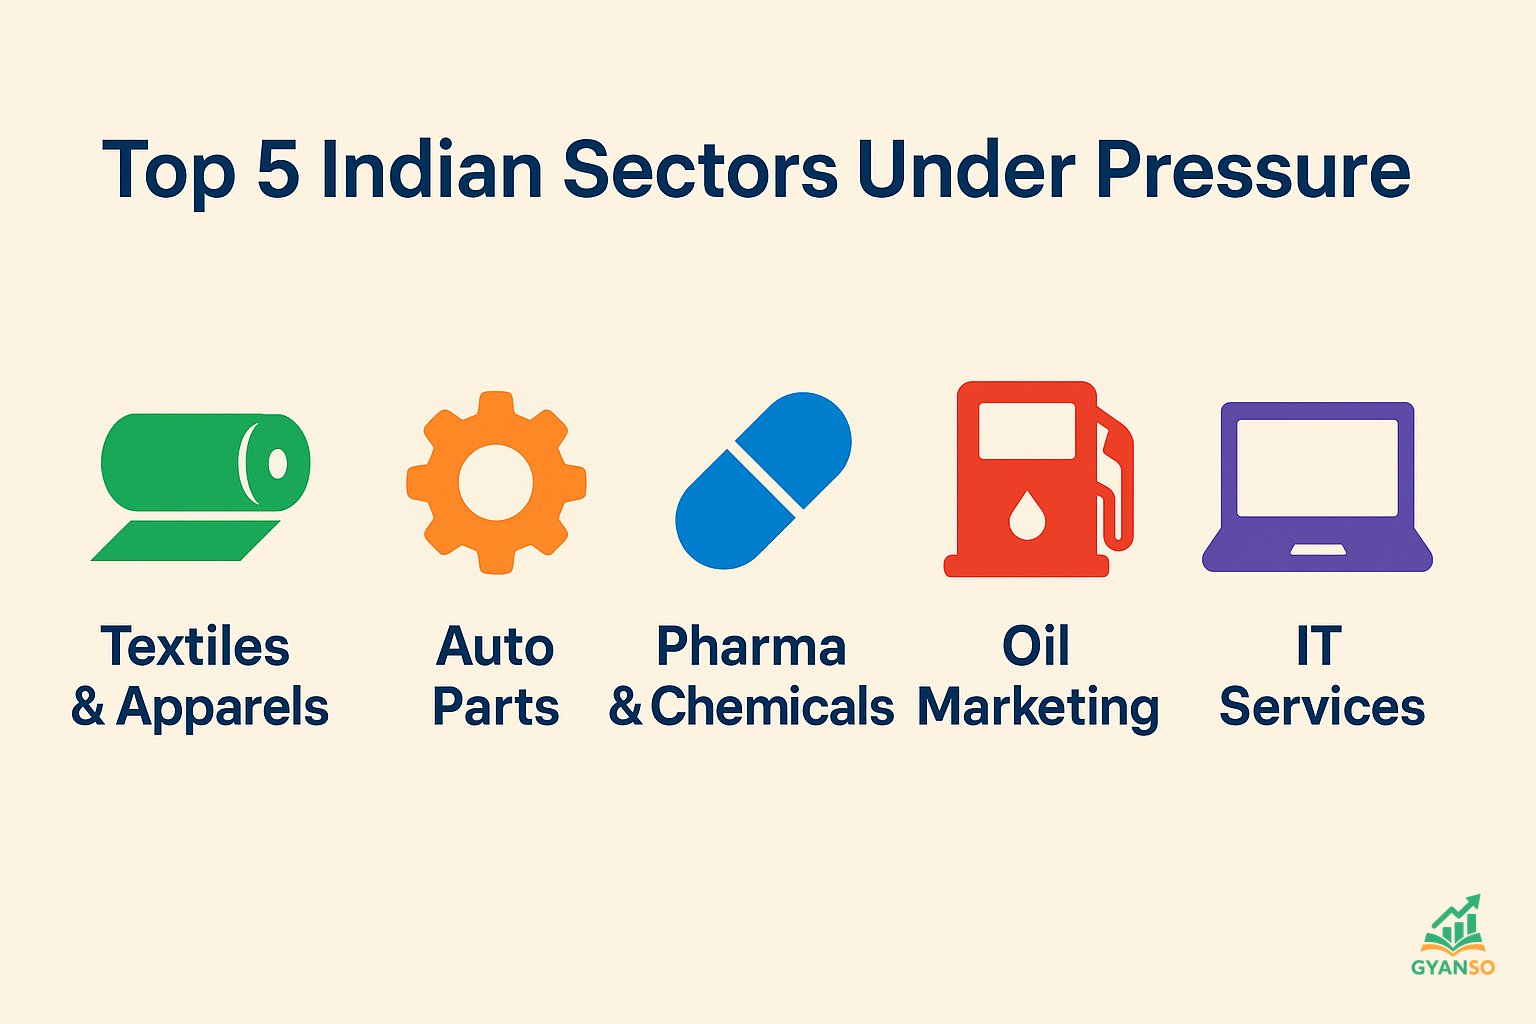 Top 5 Indian Sectors Under Pressure
Textiles
& Apparels
Auto
Parts
Pharma
& Chemicals
Oil
Marketing
IT
Services
GYANSO